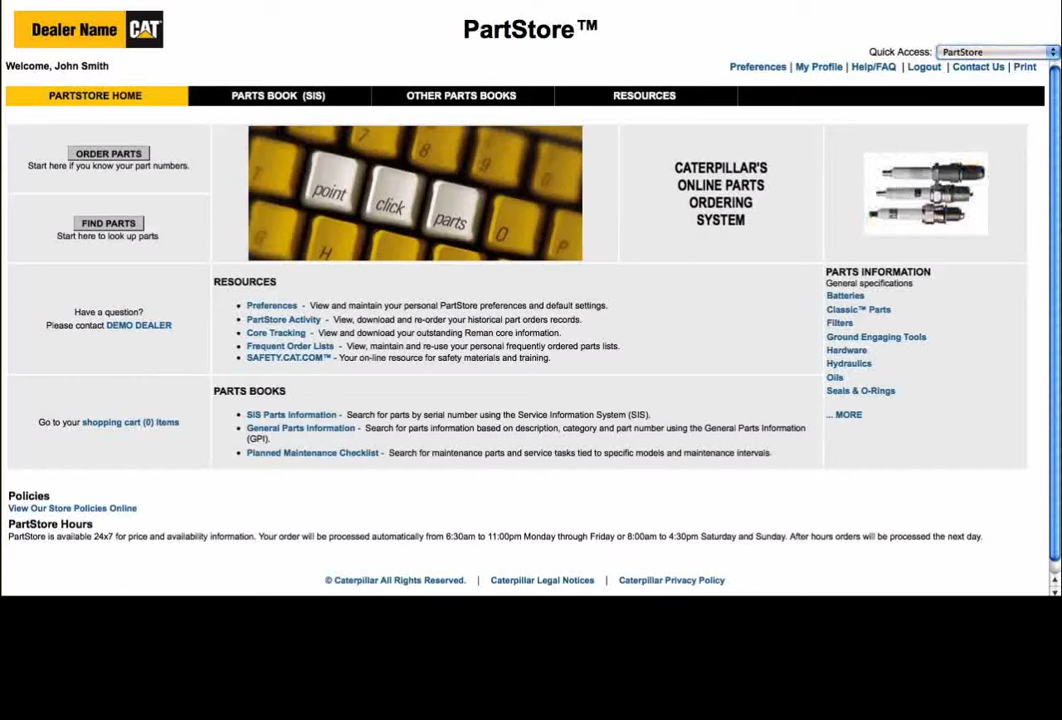 Dealer Name CAT
PartStore™
Quick Access: PartStore
Welcome, John Smith
Preferences | My Profile | Help/FAQ | Logout | Contact Us | Print
PARTSTORE HOME PARTS BOOK (SIS) OTHER PARTS BOOKS RESOURCES
ORDER PARTS
Start here if you know your part numbers.
FIND PARTS
Start here to look up parts
point click parts
7 8 9 T O G H O P
CATERPILLAR'S
ONLINE PARTS
ORDERING
SYSTEM
Have a question?
Please contact DEMO DEALER
RESOURCES
• Preferences - View and maintain your personal PartStore preferences and default settings.
• PartStore Activity - View, download and re-order your historical part orders records.
• Core Tracking - View and download your outstanding Reman core information.
• Frequent Order Lists - View, maintain and re-use your personal frequently ordered parts lists.
• SAFETY.CAT.COM™ - Your on-line resource for safety materials and training.
PARTS INFORMATION
General specifications
Batteries
Classic™ Parts
Filters
Ground Engaging Tools
Hardware
Hydraulics
Oils
Seals & O-Rings
... MORE
Go to your shopping cart (0) items
PARTS BOOKS
• SIS Parts Information - Search for parts by serial number using the Service Information System (SIS).
• General Parts Information - Search for parts information based on description, category and part number using the General Parts Information
(GPI).
• Planned Maintenance Checklist - Search for maintenance parts and service tasks tied to specific models and maintenance intervals.
Policies
View Our Store Policies Online
PartStore Hours
PartStore is available 24x7 for price and availability information. Your order will be processed automatically from 6:30am to 11:00pm Monday through Friday or 8:00am to 4:30pm Saturday and Sunday. After hours orders will be processed the next day.
© Caterpillar All Rights Reserved. | Caterpillar Legal Notices | Caterpillar Privacy Policy